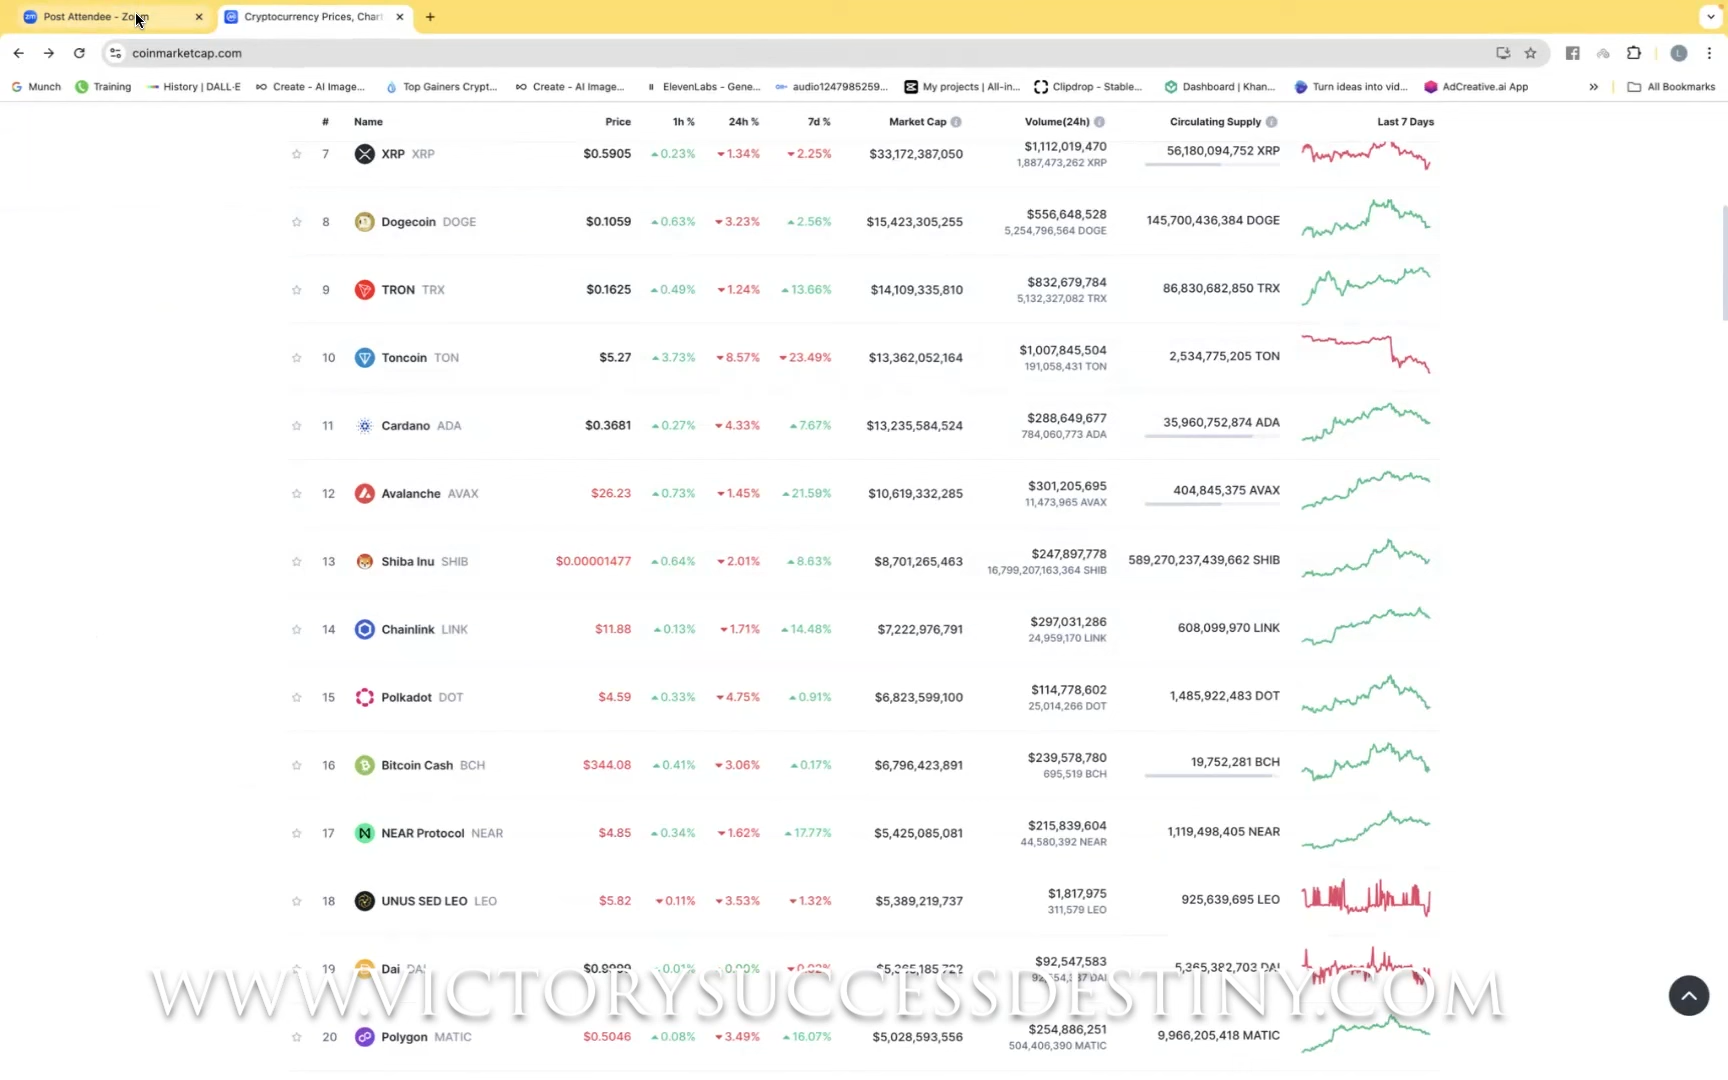 Post Attendee - Zoom
Cryptocurrency Prices, Chart
coinmarketcap.com
Munch Training History | DALL·E Create - AI Image... Top Gainers Crypt... Create - AI Image... ElevenLabs - Gene... audio1247985259... My projects | All-in... Clipdrop - Stable... Dashboard | Khan... Turn ideas into vid... AdCreative.ai App » All Bookmarks
# Name Price 1h % 24h % 7d % Market Cap Volume(24h) Circulating Supply Last 7 Days
7 XRP XRP $0.5905 0.23% 1.34% 2.25% $33,172,387,050 $1,112,019,470 56,180,094,752 XRP
1,887,473,262 XRP
8 Dogecoin DOGE $0.1059 0.63% 3.23% 2.56% $15,423,305,255 $556,648,528 145,700,436,384 DOGE
5,254,796,564 DOGE
9 TRON TRX $0.1625 0.49% 1.24% 13.66% $14,109,335,810 $832,679,784 86,830,682,850 TRX
5,132,327,082 TRX
10 Toncoin TON $5.27 3.73% 8.57% 23.49% $13,362,052,164 $1,007,845,504 2,534,775,205 TON
191,058,431 TON
11 Cardano ADA $0.3681 0.27% 4.33% 7.67% $13,235,584,524 $288,649,677 35,960,752,874 ADA
784,060,773 ADA
12 Avalanche AVAX $26.23 0.73% 1.45% 21.59% $10,619,332,285 $301,205,695 404,845,375 AVAX
11,473,965 AVAX
13 Shiba Inu SHIB $0.00001477 0.64% 2.01% 8.63% $8,701,265,463 $247,897,778 589,270,237,439,662 SHIB
16,799,207,163,364 SHIB
14 Chainlink LINK $11.88 0.13% 1.71% 14.48% $7,222,976,791 $297,031,286 608,099,970 LINK
24,959,170 LINK
15 Polkadot DOT $4.59 0.33% 4.75% 0.91% $6,823,599,100 $114,778,602 1,485,922,483 DOT
25,014,266 DOT
16 Bitcoin Cash BCH $344.08 0.41% 3.06% 0.17% $6,796,423,891 $239,578,780 19,752,281 BCH
695,519 BCH
17 NEAR Protocol NEAR $4.85 0.34% 1.62% 17.77% $5,425,085,081 $215,839,604 1,119,498,405 NEAR
44,580,392 NEAR
18 UNUS SED LEO LEO $5.82 0.11% 3.53% 1.32% $5,389,219,737 $1,817,975 925,639,695 LEO
311,579 LEO
19 Dai DAI $0.9999 0.01% $92,547,583
WWW.VICTORYSUCCESSDESTINY.COM
20 Polygon MATIC $0.5046 0.08% 3.49% 16.07% $5,028,593,556 $254,886,251 9,966,205,418 MATIC
504,406,390 MATIC